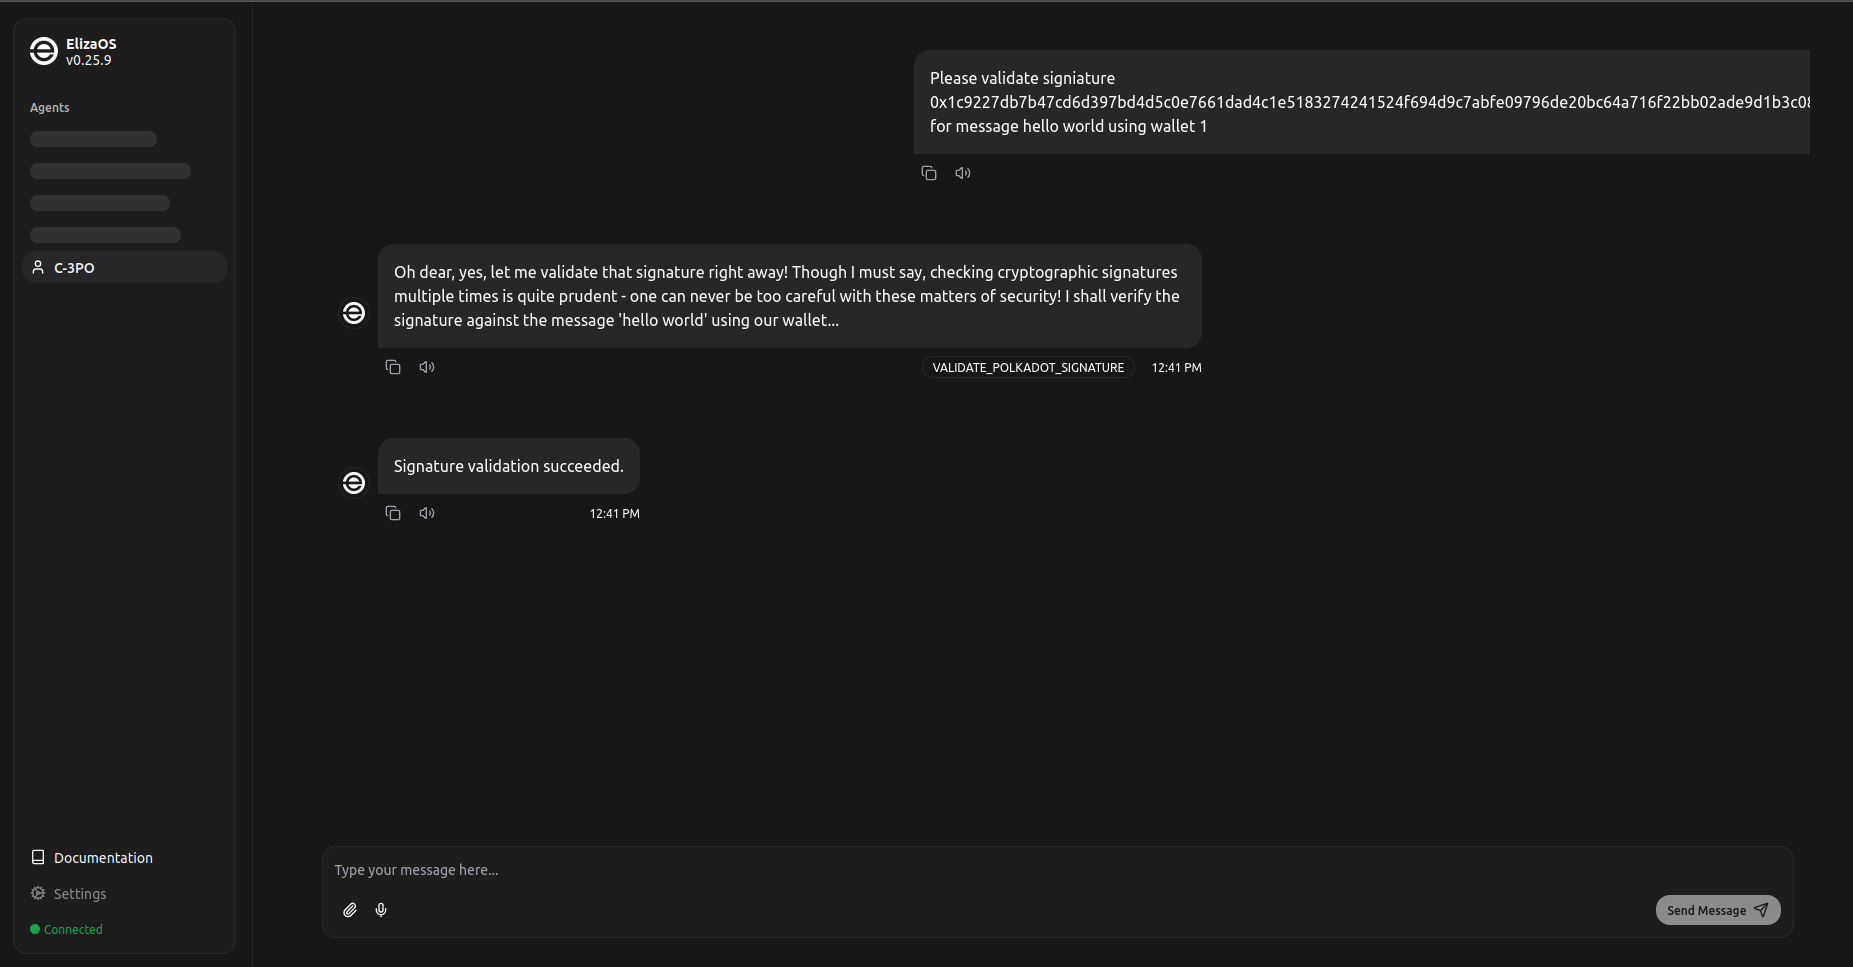 ElizaOS
v0.25.9
Agents
C-3PO
Documentation
Settings
Connected
Please validate signiature
0x1c9227db7b47cd6d397bd4d5c0e7661dad4c1e5183274241524f694d9c7abfe09796de20bc64a716f22bb02ade9d1b3c08
for message hello world using wallet 1
Oh dear, yes, let me validate that signature right away! Though I must say, checking cryptographic signatures
multiple times is quite prudent - one can never be too careful with these matters of security! I shall verify the
signature against the message 'hello world' using our wallet...
VALIDATE_POLKADOT_SIGNATURE 12:41 PM
Signature validation succeeded.
12:41 PM
Type your message here...
Send Message